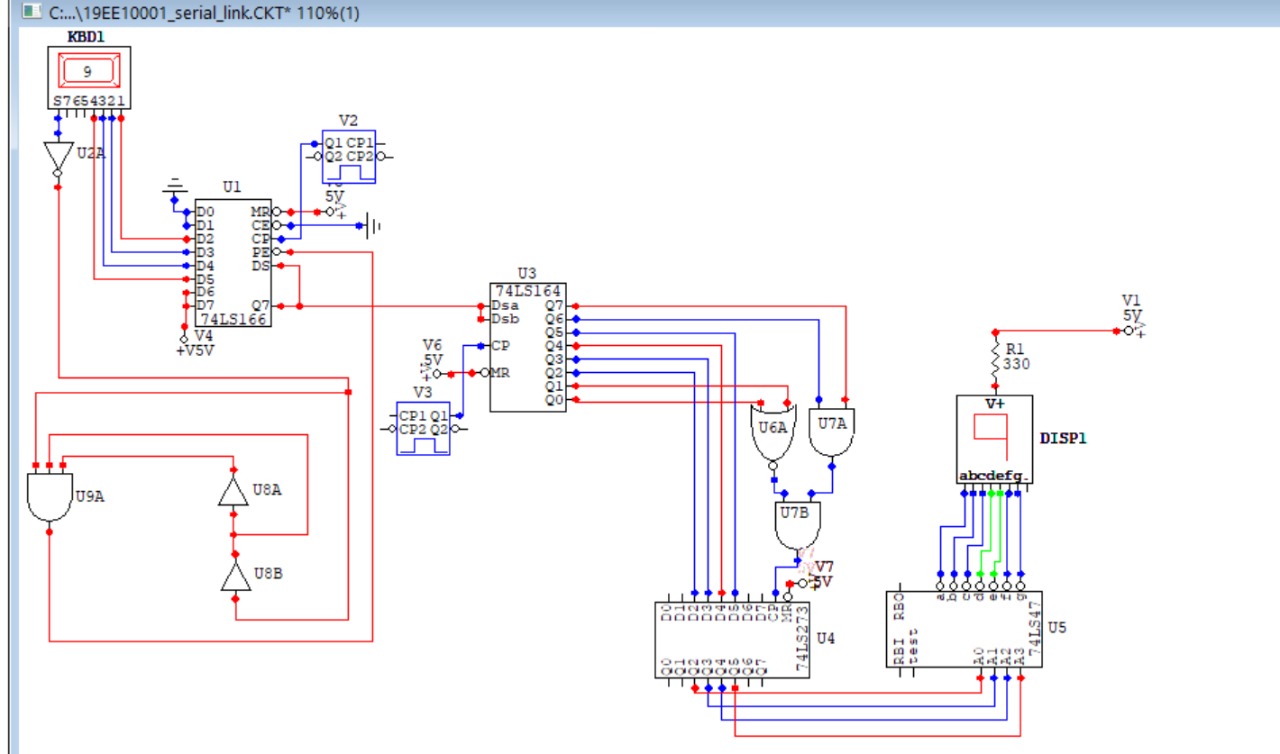 C:...\19EE10001_serial_link.CKT* 110%(1)
KBD1
9
S7654321
U2A
V2
Q1 CP1
Q2 CP2
5V
+V
U1
D0 MR
D1 CE
D2 CP
D3 PE
D4 DS
D5
D6
D7 Q7
74LS166
V4
+V5V
U3
74LS164
Dsa Q7
Dsb Q6
Q5
CP Q4
Q3
MR Q2
Q1
Q0
V6
5V
+V
V3
CP1 Q1
CP2 Q2
V1
5V
+V
R1
330
V+
DISP1
abcdefg.
U6A
U7A
U7B
U9A
U8A
U8B
V7
5V
+V
D0 D1 D2 D3 D4 D5 D6 D7 CP MR
74LS273
Q0 Q1 Q2 Q3 Q4 Q5 Q6 Q7
U4
RBO a b c d e f g
74LS47
RBI test A0 A1 A2 A3
U5